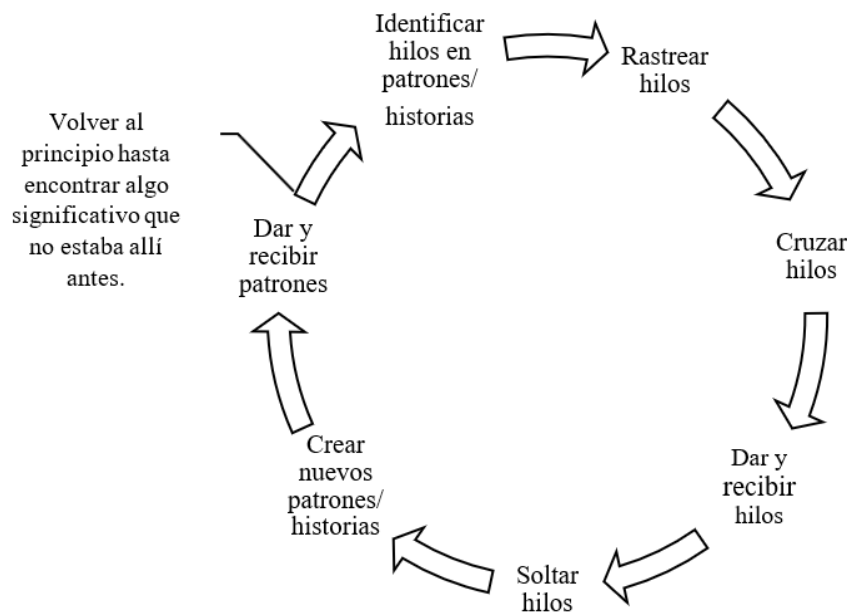 Identificar
hilos en
patrones/
historias
Rastrear
hilos
Cruzar
hilos
Dar y
recibir
hilos
Soltar
hilos
Crear
nuevos
patrones/
historias
Dar y
recibir
patrones
Volver al
principio hasta
encontrar algo
significativo que
no estaba allí
antes.